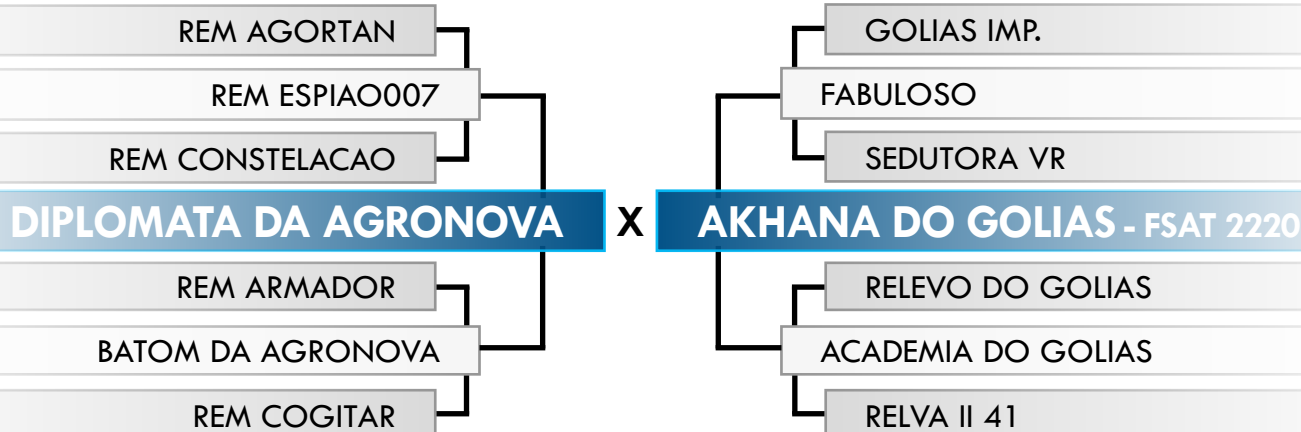 REM AGORTAN
REM ESPIAO007
REM CONSTELACAO
DIPLOMATA DA AGRONOVA
REM ARMADOR
BATOM DA AGRONOVA
REM COGITAR
X
GOLIAS IMP.
FABULOSO
SEDUTORA VR
AKHANA DO GOLIAS - FSAT 2220
RELEVO DO GOLIAS
ACADEMIA DO GOLIAS
RELVA II 41